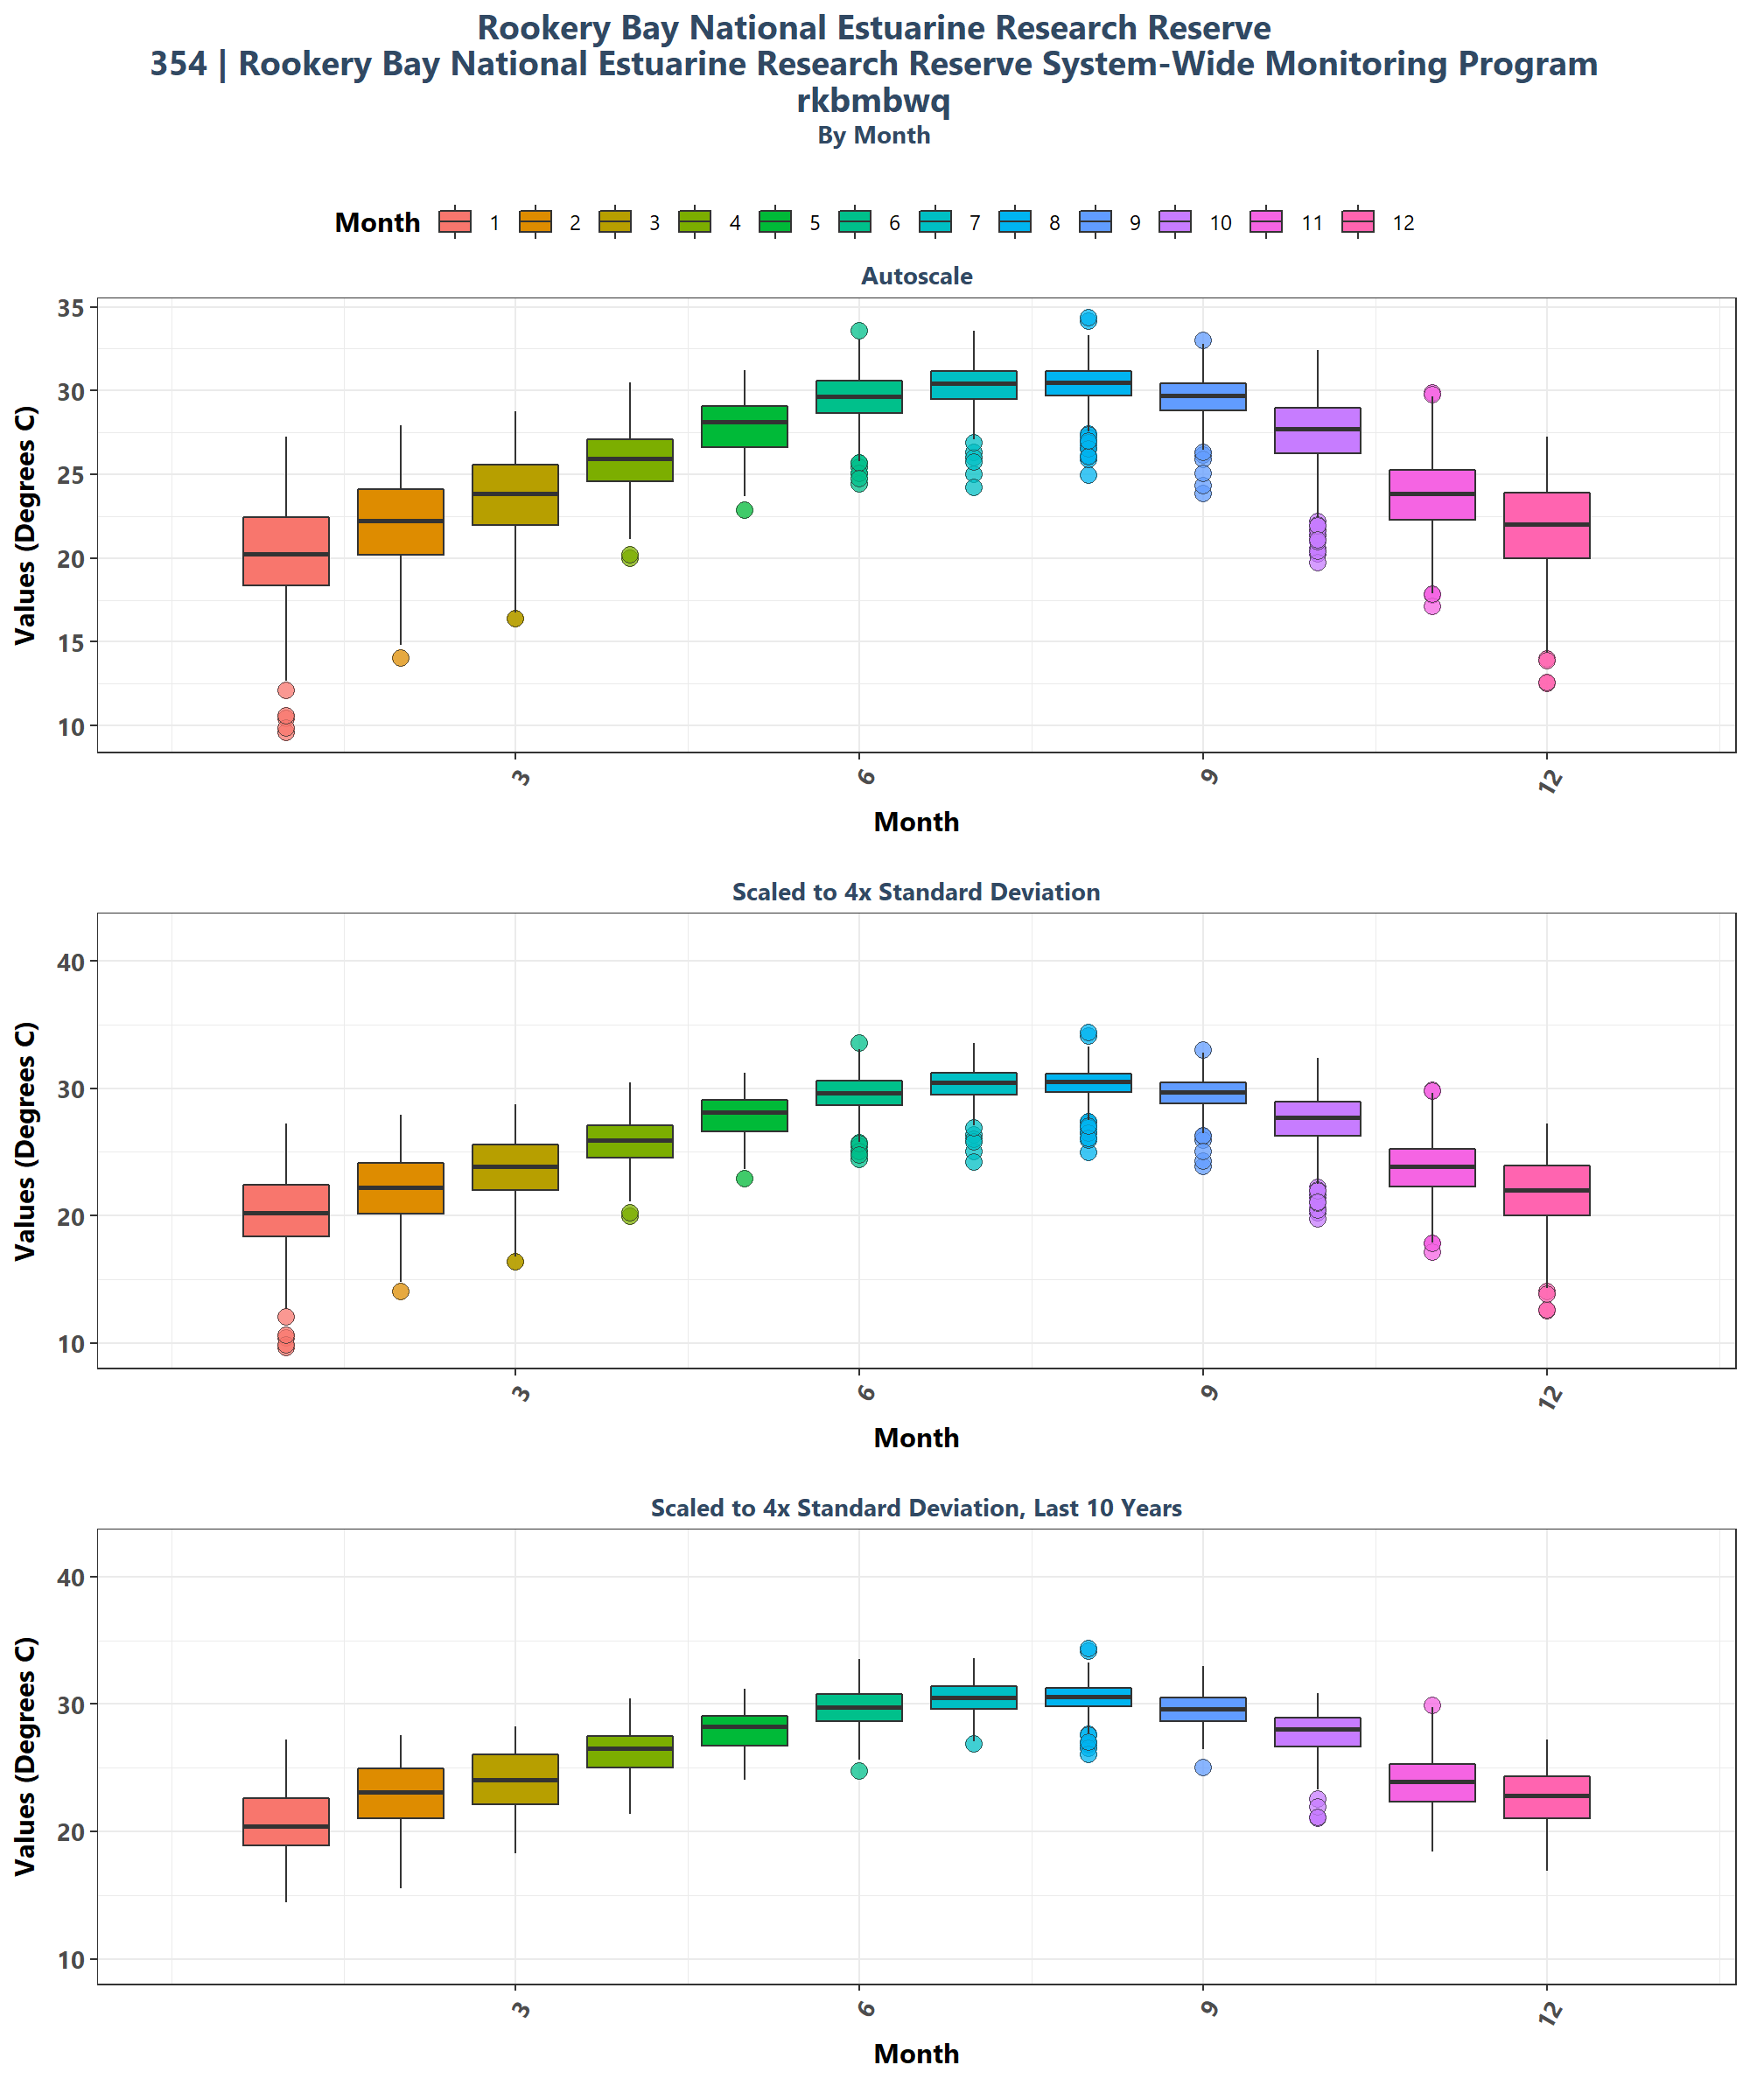 Rookery Bay National Estuarine Research Reserve
354 | Rookery Bay National Estuarine Research Reserve System-Wide Monitoring Program
rkbmbwq
By Month
Month 1 2 3 4 5 6 7 8 9 10 11 12
Autoscale
Values (Degrees C)
35
30
25
20
15
10
3 6 9 12
Month
Scaled to 4x Standard Deviation
Values (Degrees C)
40
30
20
10
3 6 9 12
Month
Scaled to 4x Standard Deviation, Last 10 Years
Values (Degrees C)
40
30
20
10
3 6 9 12
Month